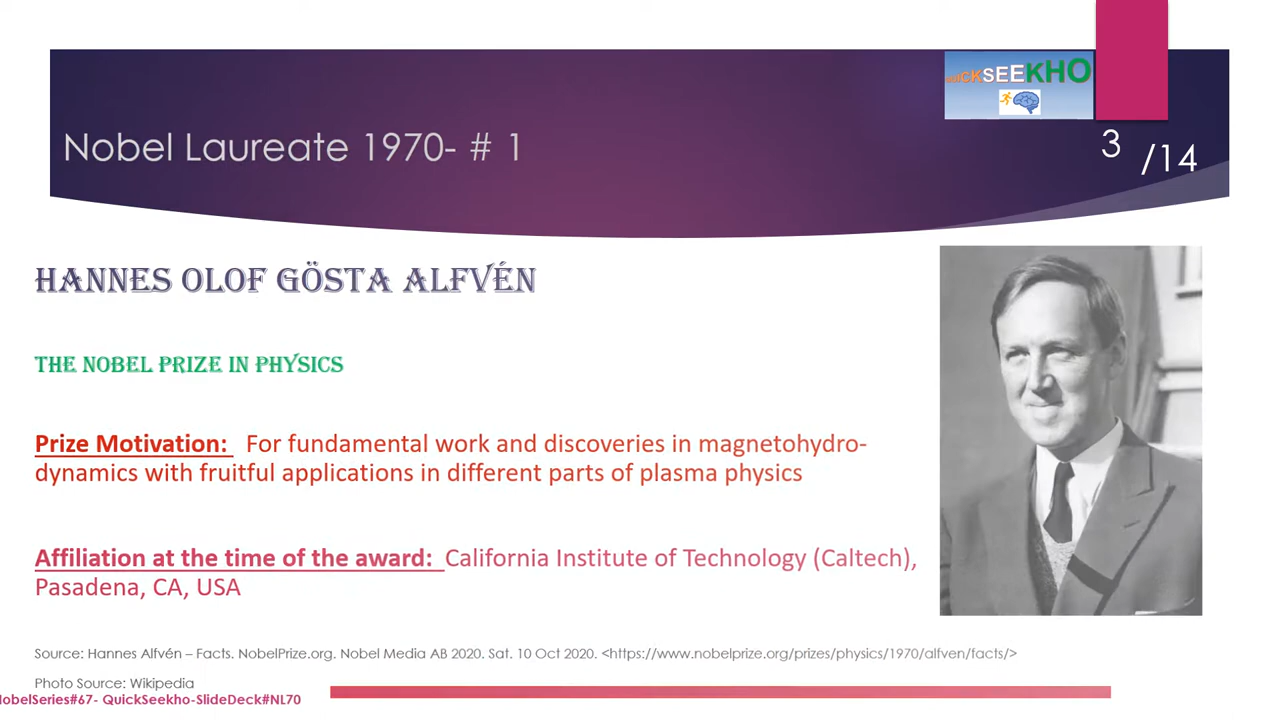 QUICKSEEKHO
Nobel Laureate 1970- # 1
3 /14
HANNES OLOF GÖSTA ALFVÉN
THE NOBEL PRIZE IN PHYSICS
Prize Motivation: For fundamental work and discoveries in magnetohydro-
dynamics with fruitful applications in different parts of plasma physics
Affiliation at the time of the award: California Institute of Technology (Caltech),
Pasadena, CA, USA
Source: Hannes Alfvén – Facts. NobelPrize.org. Nobel Media AB 2020. Sat. 10 Oct 2020. <https://www.nobelprize.org/prizes/physics/1970/alfven/facts/>
Photo Source: Wikipedia
NobelSeries#67- QuickSeekho-SlideDeck#NL70